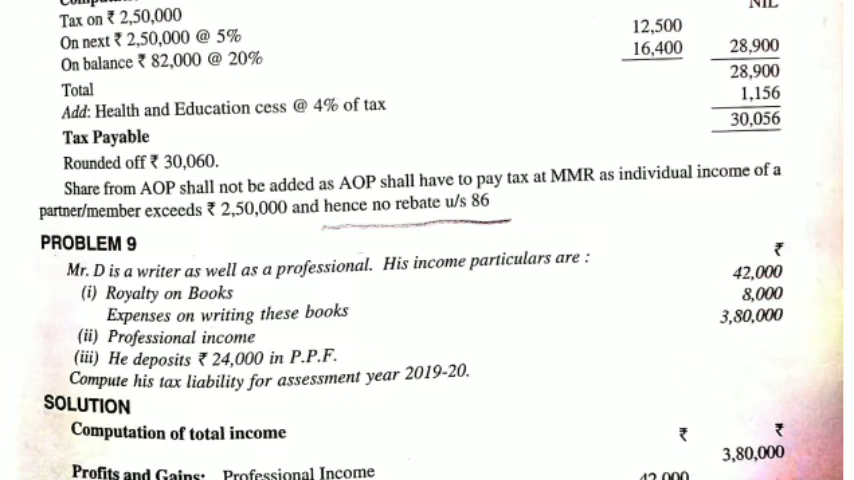 NIL
Tax on ₹ 2,50,000
On next ₹ 2,50,000 @ 5% 12,500
On balance ₹ 82,000 @ 20% 16,400 28,900
Total 28,900
Add: Health and Education cess @ 4% of tax 1,156
Tax Payable 30,056
Rounded off ₹ 30,060.
Share from AOP shall not be added as AOP shall have to pay tax at MMR as individual income of a
partner/member exceeds ₹ 2,50,000 and hence no rebate u/s 86
PROBLEM 9
Mr. D is a writer as well as a professional. His income particulars are : ₹
(i) Royalty on Books 42,000
Expenses on writing these books 8,000
(ii) Professional income 3,80,000
(iii) He deposits ₹ 24,000 in P.P.F.
Compute his tax liability for assessment year 2019-20.
SOLUTION
Computation of total income ₹ ₹
Profits and Gains: Professional Income 3,80,000
42,000